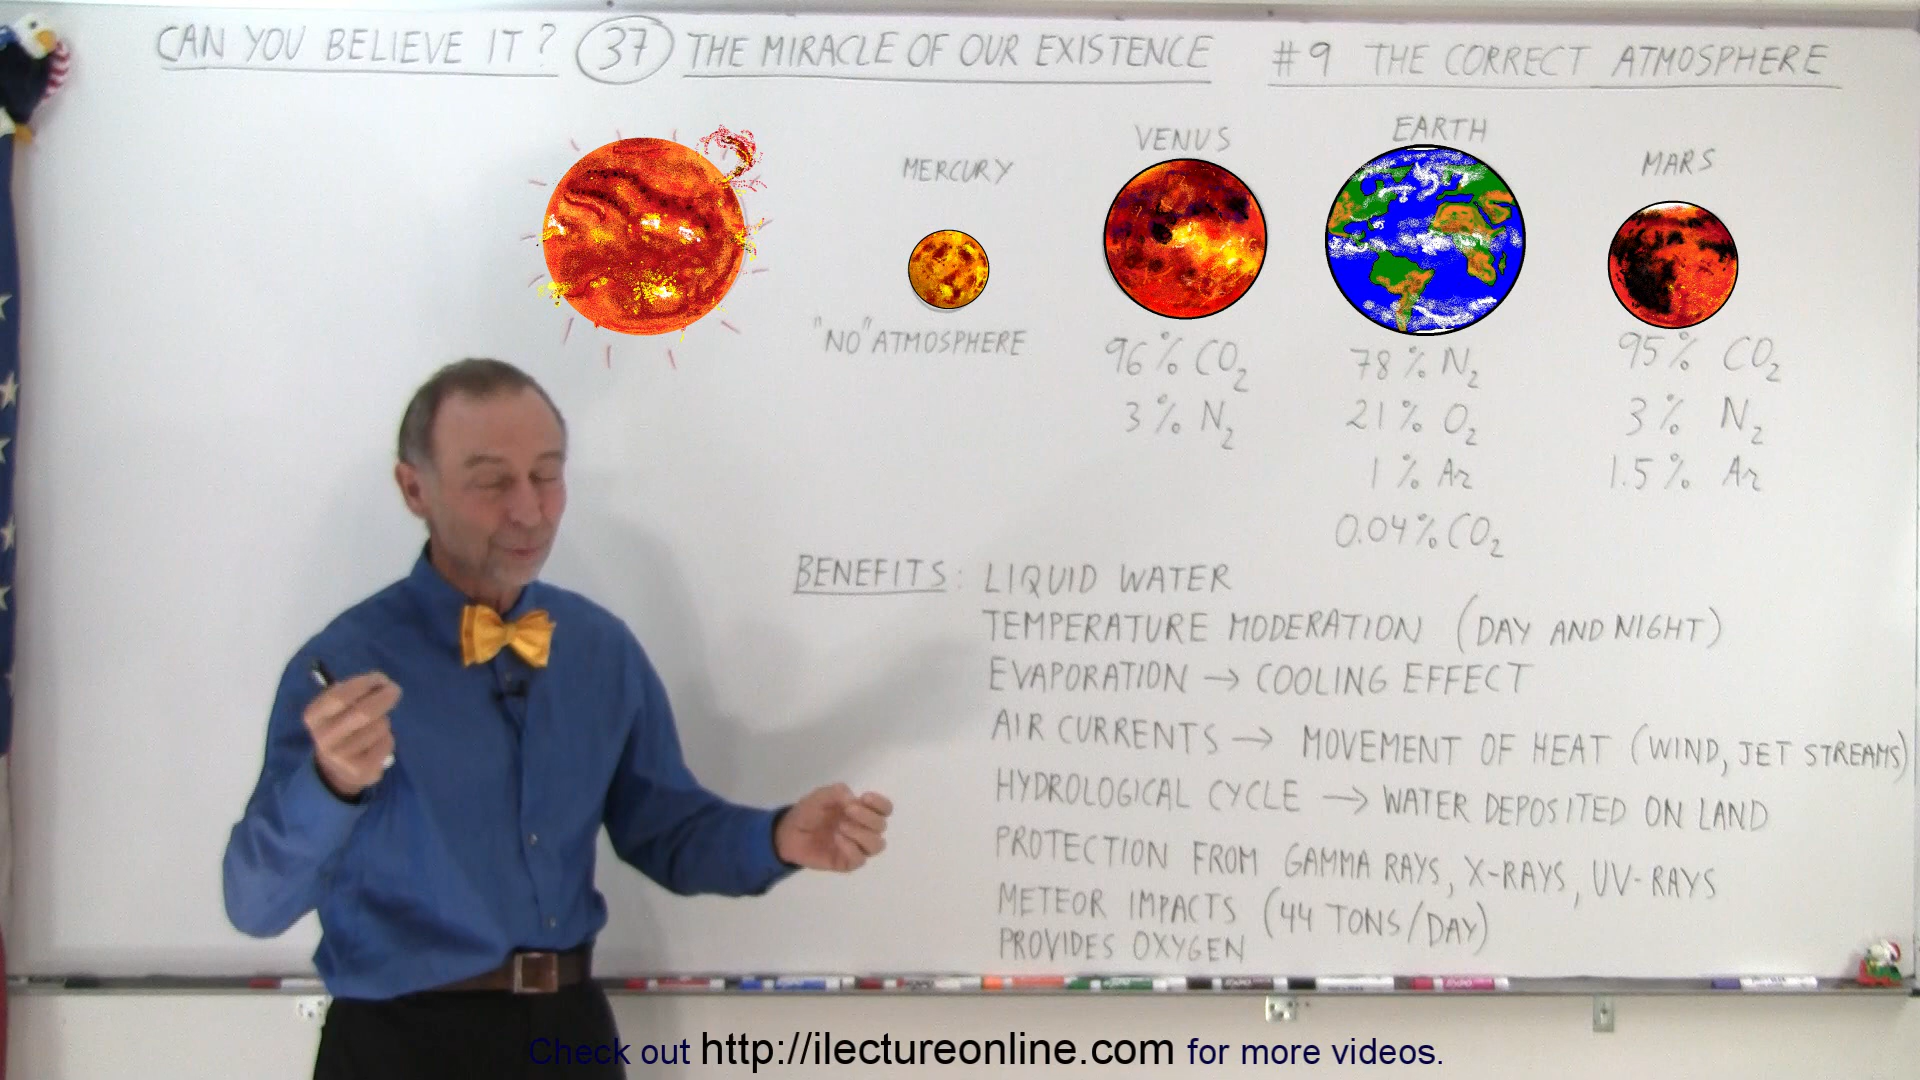 CAN YOU BELIEVE IT? 37 THE MIRACLE OF OUR EXISTENCE #9 THE CORRECT ATMOSPHERE
MERCURY
VENUS
EARTH
MARS
"NO" ATMOSPHERE
96% CO2
3% N2
78% N2
21% O2
1% Ar
0.04% CO2
95% CO2
3% N2
1.5% Ar
BENEFITS: LIQUID WATER
TEMPERATURE MODERATION (DAY AND NIGHT)
EVAPORATION → COOLING EFFECT
AIR CURRENTS → MOVEMENT OF HEAT (WIND, JET STREAMS)
HYDROLOGICAL CYCLE → WATER DEPOSITED ON LAND
PROTECTION FROM GAMMA RAYS, X-RAYS, UV-RAYS
METEOR IMPACTS (44 TONS/DAY)
PROVIDES OXYGEN
Check out http://ilectureonline.com for more videos.